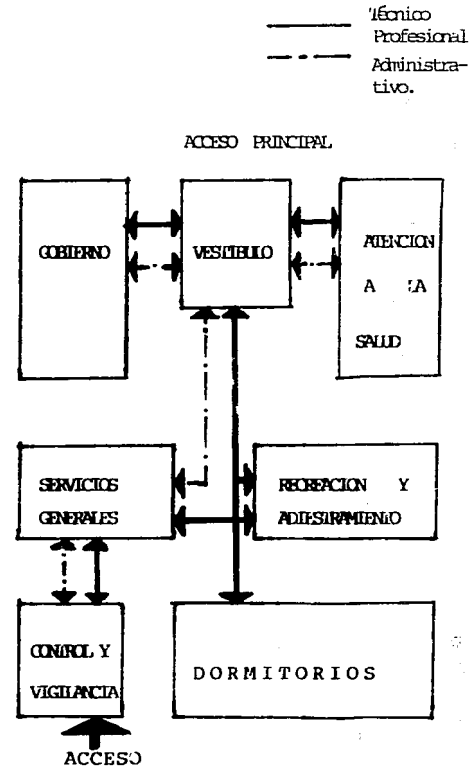 Técnico
Profesional
Administra-
tivo.
ACCESO PRINCIPAL
GOBIERNO
VESTIBULO
ATENCION
A LA
SALUD
SERVICIOS
GENERALES
RECREACION Y
ADIESTRAMIENTO
CONTROL Y
VIGILANCIA
DORMITORIOS
ACCESO